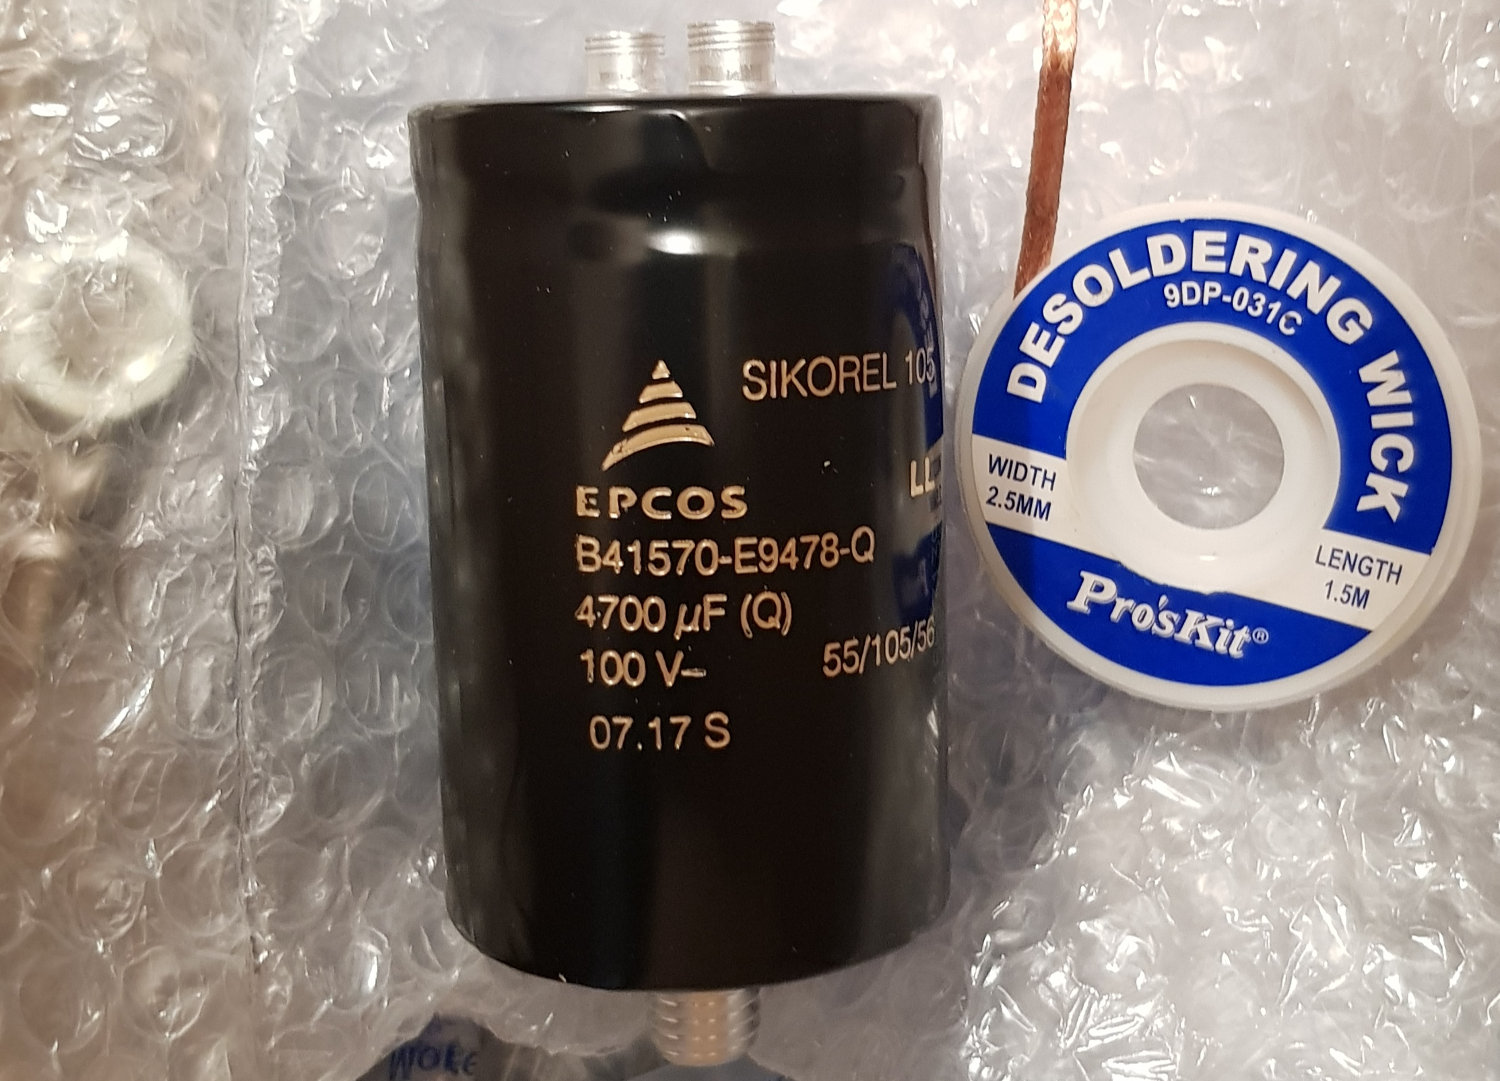 SIKOREL 105
EPCOS
LL
B41570-E9478-Q
4700 µF (Q)
100 V–
55/105/56
07.17 S
DESOLDERING WICK
9DP-031C
WIDTH
2.5MM
LENGTH
1.5M
Pro'sKit®